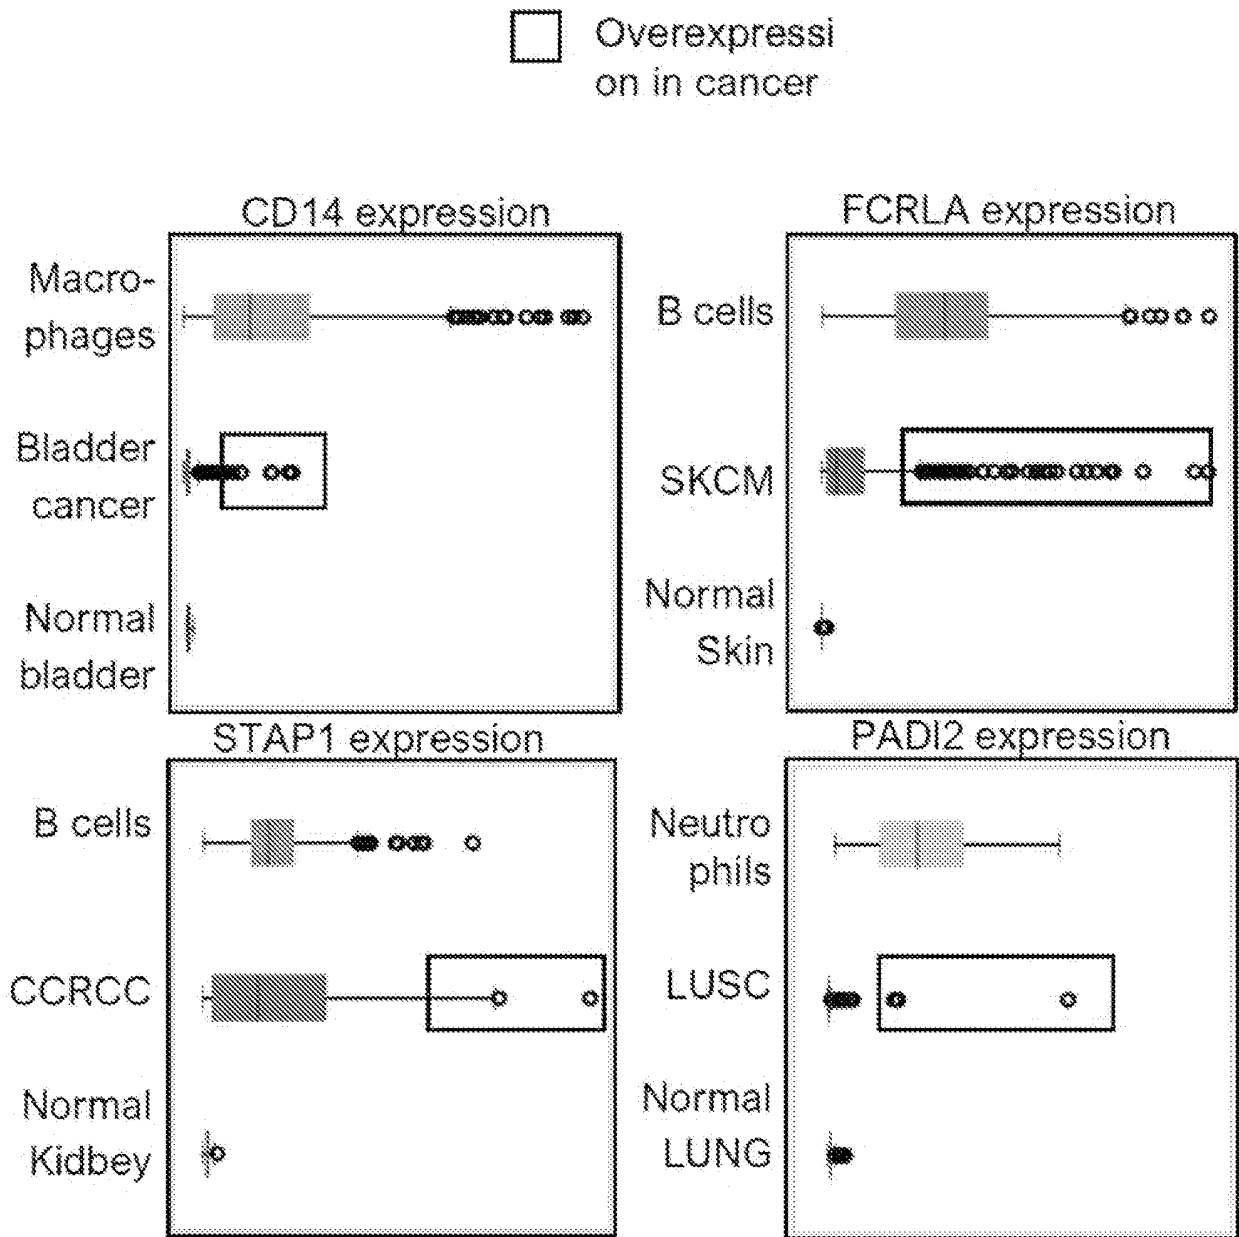 Overexpressi
on in cancer
CD14 expression
Macro-
phages
Bladder
cancer
Normal
bladder
FCRLA expression
B cells
SKCM
Normal
Skin
STAP1 expression
B cells
CCRCC
Normal
Kidbey
PADI2 expression
Neutro
phils
LUSC
Normal
LUNG